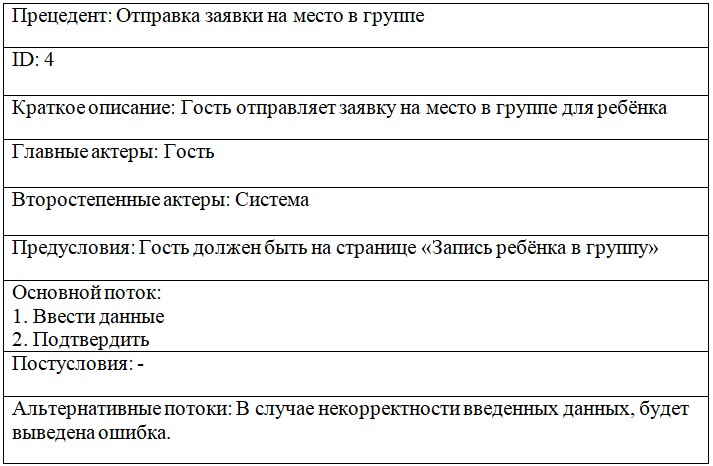 Прецедент: Отправка заявки на место в группе
ID: 4
Краткое описание: Гость отправляет заявку на место в группе для ребёнка
Главные актеры: Гость
Второстепенные актеры: Система
Предусловия: Гость должен быть на странице «Запись ребёнка в группу»
Основной поток:
1. Ввести данные
2. Подтвердить
Постусловия: -
Альтернативные потоки: В случае некорректности введенных данных, будет
выведена ошибка.